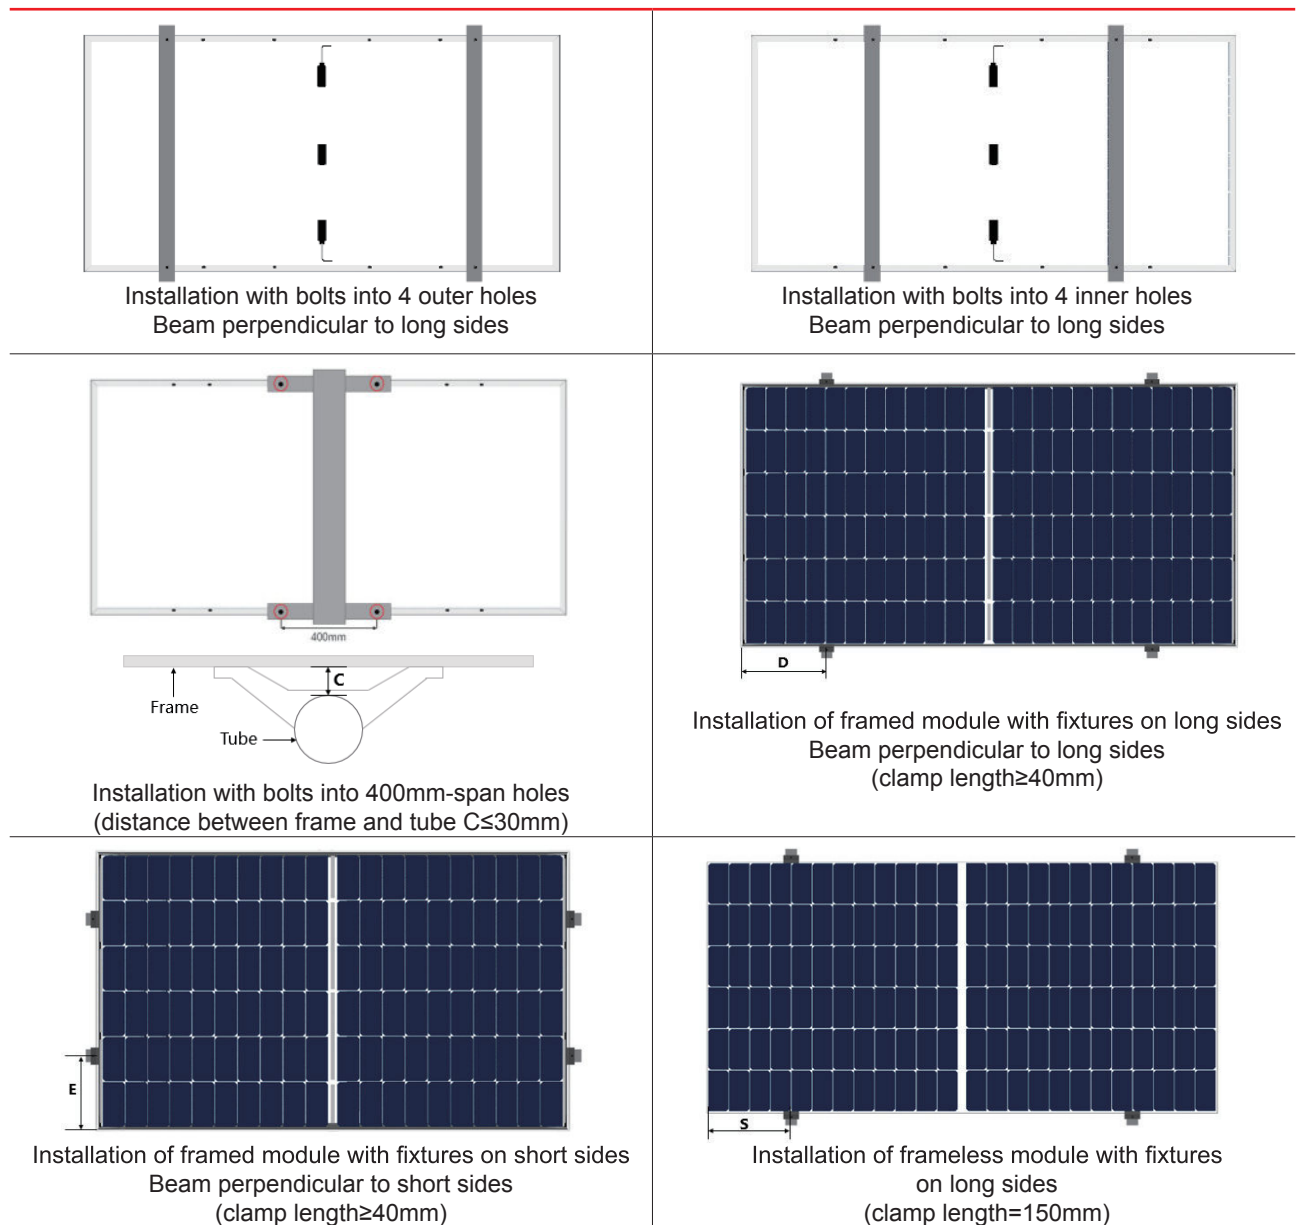 Installation with bolts into 4 outer holes
Beam perpendicular to long sides
Installation with bolts into 4 inner holes
Beam perpendicular to long sides
400mm
C
Frame
Tube
Installation with bolts into 400mm-span holes
(distance between frame and tube C≤30mm)
D
Installation of framed module with fixtures on long sides
Beam perpendicular to long sides
(clamp length≥40mm)
E
Installation of framed module with fixtures on short sides
Beam perpendicular to short sides
(clamp length≥40mm)
S
Installation of frameless module with fixtures
on long sides
(clamp length=150mm)